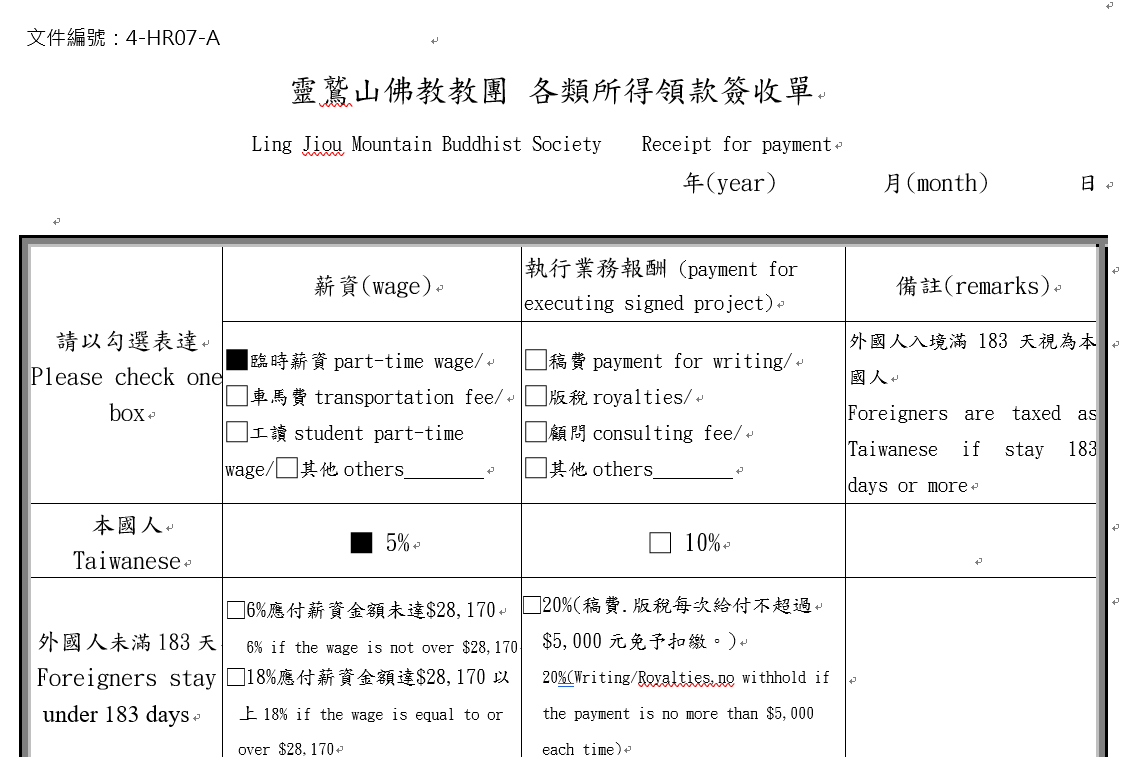 文件編號：4-HR07-A
靈鷲山佛教教團 各類所得領款簽收單
Ling Jiou Mountain Buddhist Society Receipt for payment
年(year) 月(month) 日
請以勾選表達
Please check one
box
薪資(wage)
執行業務報酬 (payment for
executing signed project)
備註(remarks)
■臨時薪資 part-time wage/
□車馬費 transportation fee/
□工讀 student part-time
wage/□其他 others________
□稿費 payment for writing/
□版稅 royalties/
□顧問 consulting fee/
□其他 others________
外國人入境滿 183 天視為本
國人
Foreigners are taxed as
Taiwanese if stay 183
days or more
本國人
Taiwanese
■ 5%
□ 10%
外國人未滿 183 天
Foreigners stay
under 183 days
□6%應付薪資金額未達$28,170
6% if the wage is not over $28,170
□18%應付薪資金額達$28,170 以
上 18% if the wage is equal to or
over $28,170
□20%(稿費.版稅每次給付不超過
$5,000 元免予扣繳。)
20%(Writing/Royalties.no withhold if
the payment is no more than $5,000
each time)